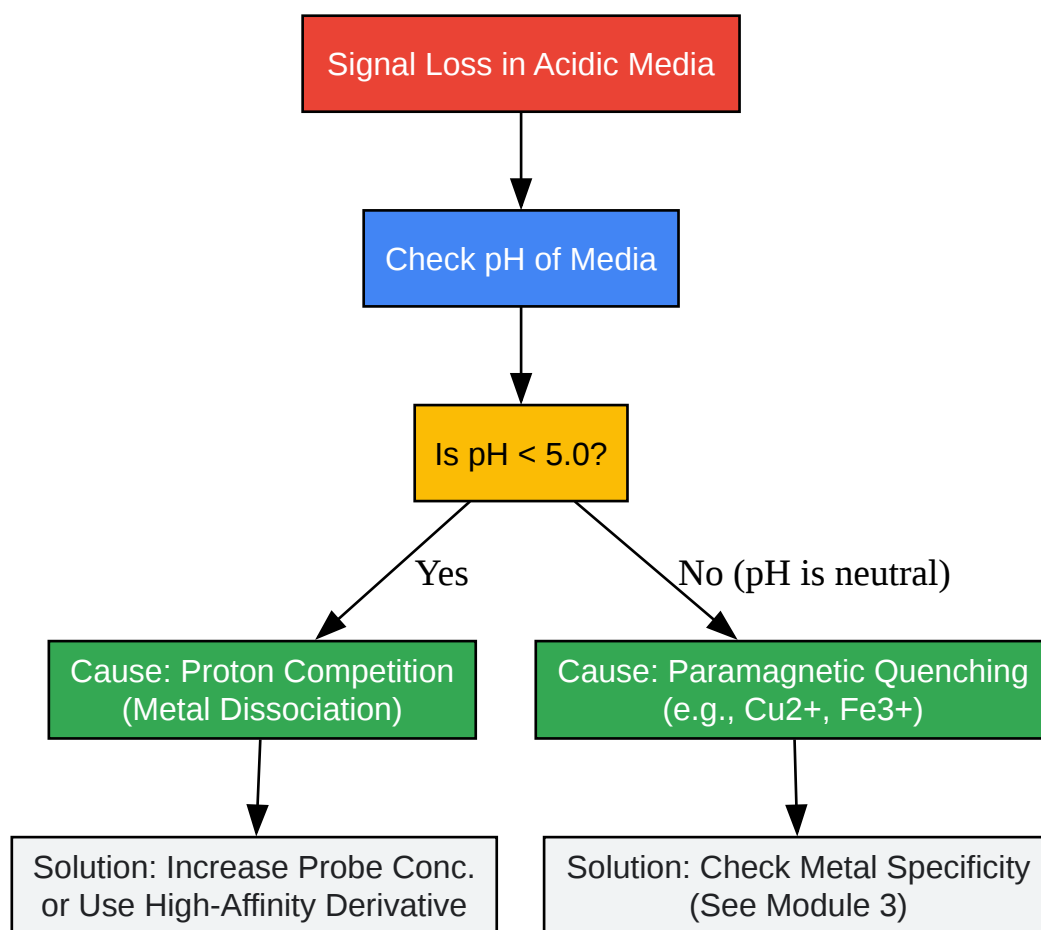 Signal Loss in Acidic Media
Check pH of Media
Is pH < 5.0?
Yes
No (pH is neutral)
Cause: Proton Competition
(Metal Dissociation)
Cause: Paramagnetic Quenching
(e.g., Cu2+, Fe3+)
Solution: Increase Probe Conc.
or Use High-Affinity Derivative
Solution: Check Metal Specificity
(See Module 3)